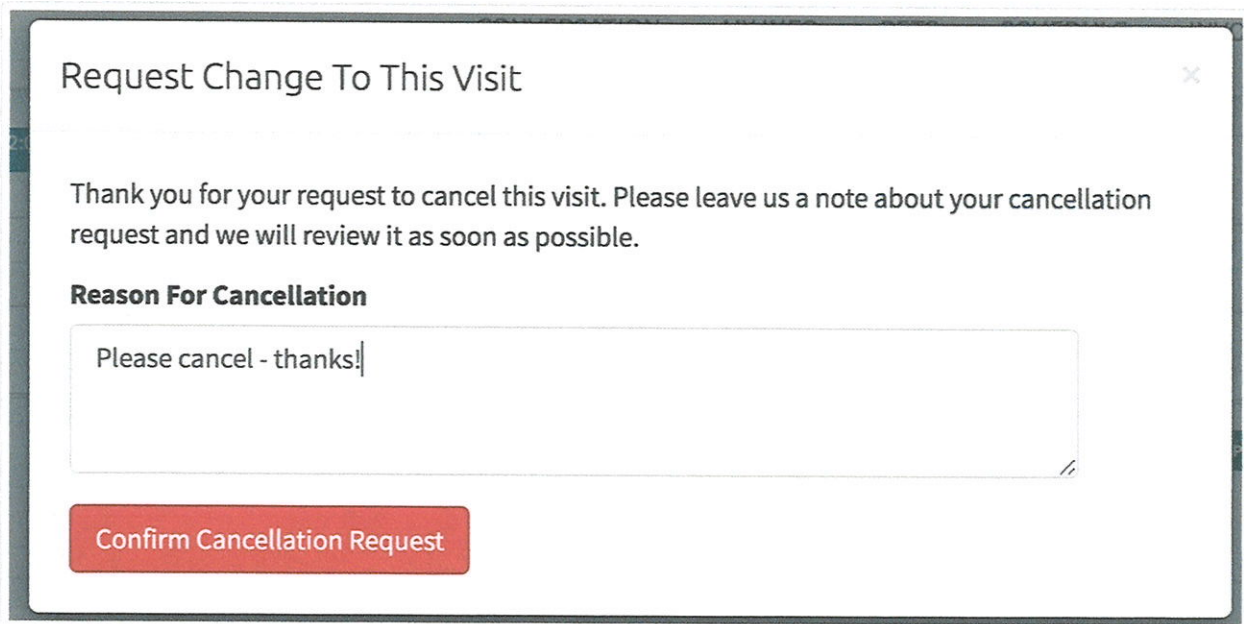 Request Change To This Visit
×
Thank you for your request to cancel this visit. Please leave us a note about your cancellation
request and we will review it as soon as possible.
Reason For Cancellation
Please cancel - thanks!
Confirm Cancellation Request